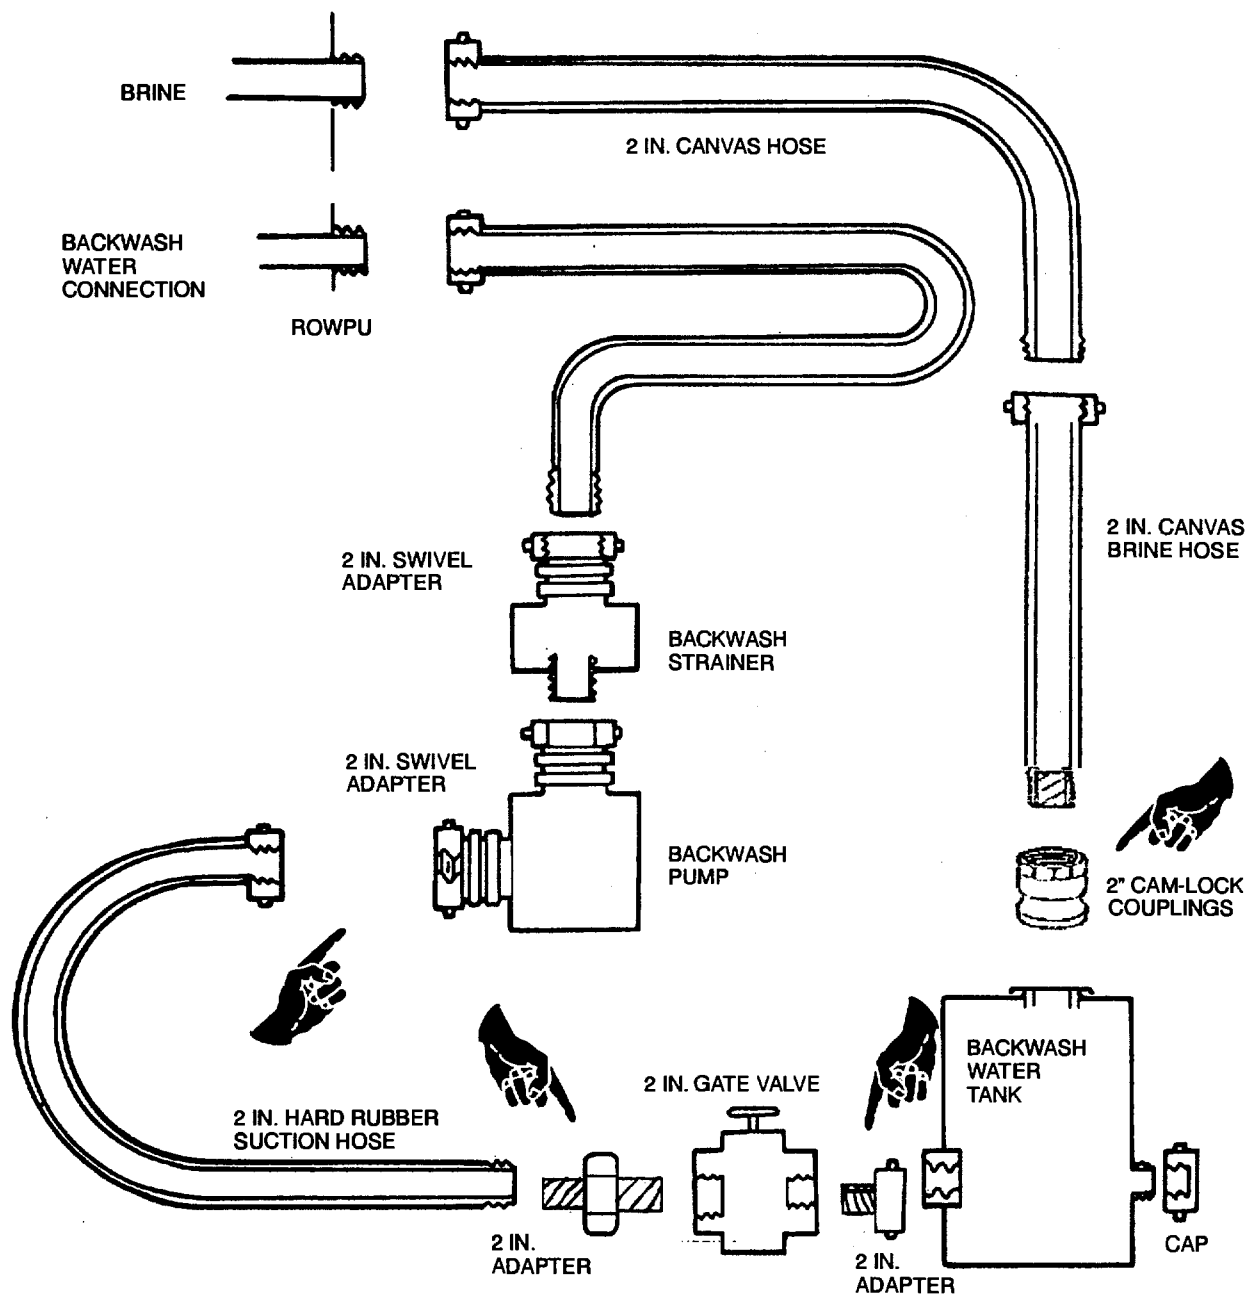 BRINE
2 IN. CANVAS HOSE
BACKWASH
WATER
CONNECTION
ROWPU
2 IN. CANVAS
BRINE HOSE
2 IN. SWIVEL
ADAPTER
BACKWASH
STRAINER
2 IN. SWIVEL
ADAPTER
BACKWASH
PUMP
2" CAM-LOCK
COUPLINGS
BACKWASH
WATER
TANK
2 IN. GATE VALVE
2 IN. HARD RUBBER
SUCTION HOSE
2 IN.
ADAPTER
2 IN.
ADAPTER
CAP